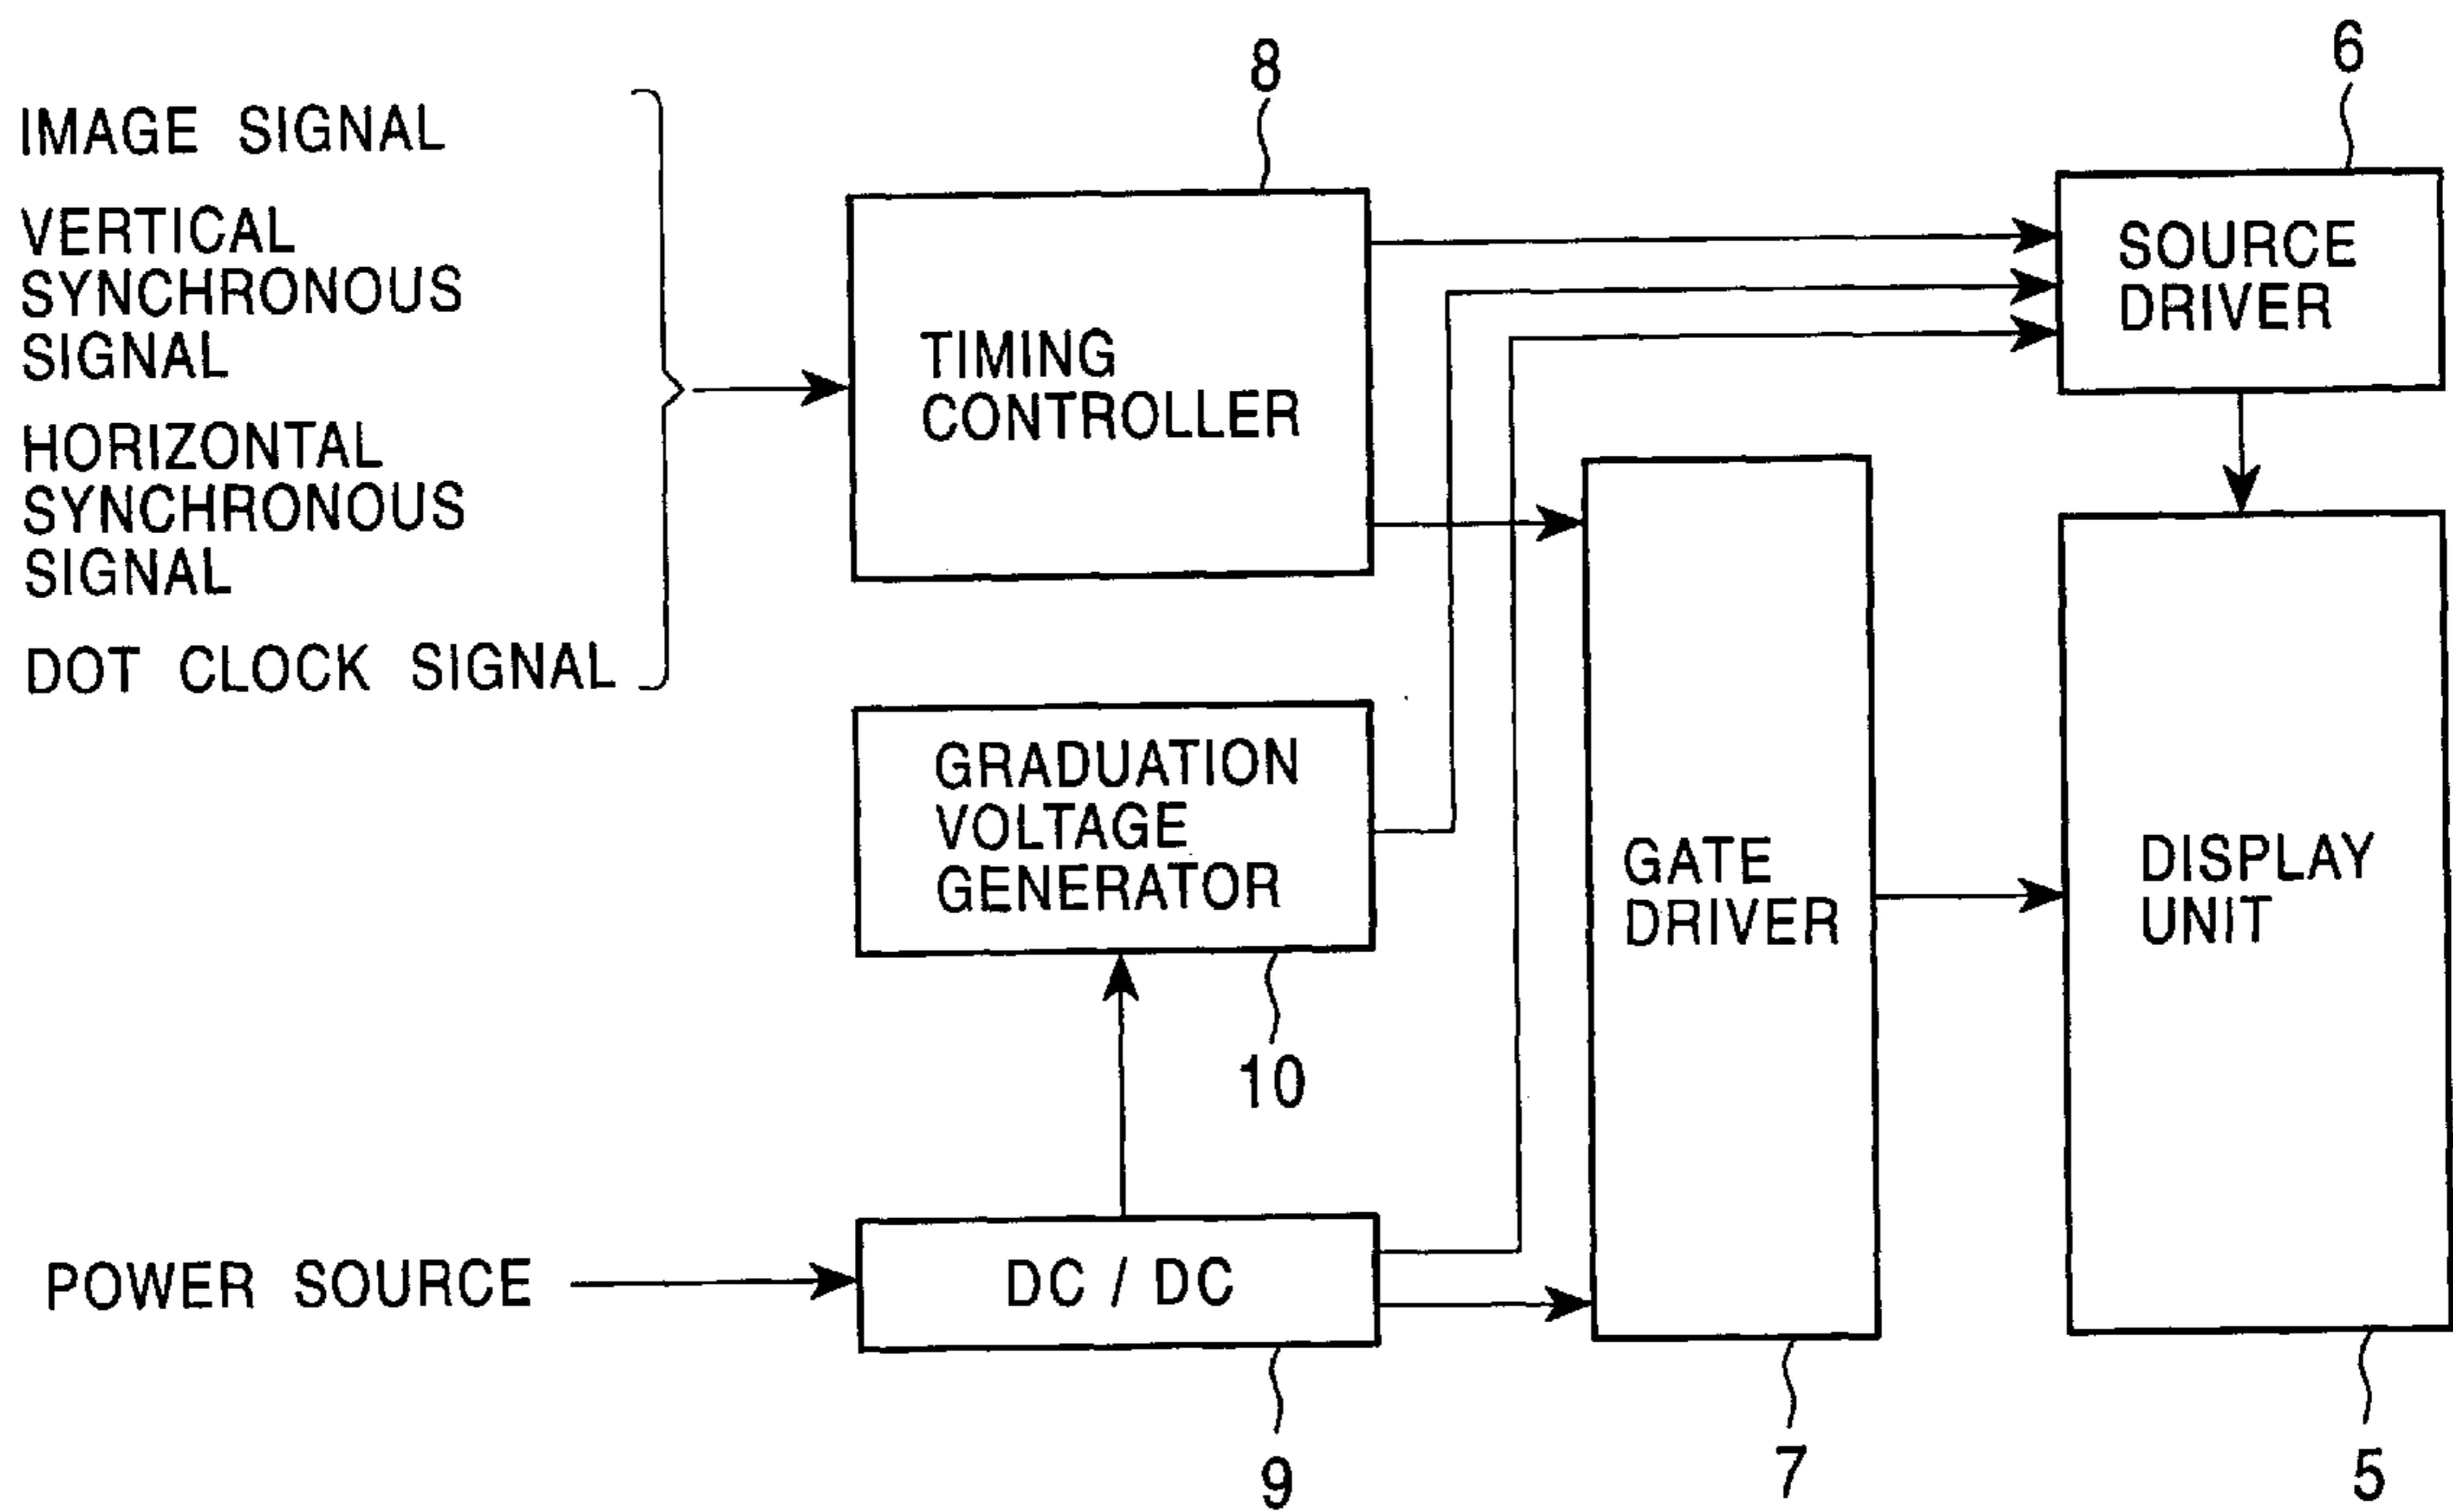 IMAGE SIGNAL
VERTICAL
SYNCHRONOUS
SIGNAL
HORIZONTAL
SYNCHRONOUS
SIGNAL
DOT CLOCK SIGNAL
POWER SOURCE
8
TIMING
CONTROLLER
GRADUATION
VOLTAGE
GENERATOR
10
DC / DC
9
GATE
DRIVER
7
6
SOURCE
DRIVER
DISPLAY
UNIT
5